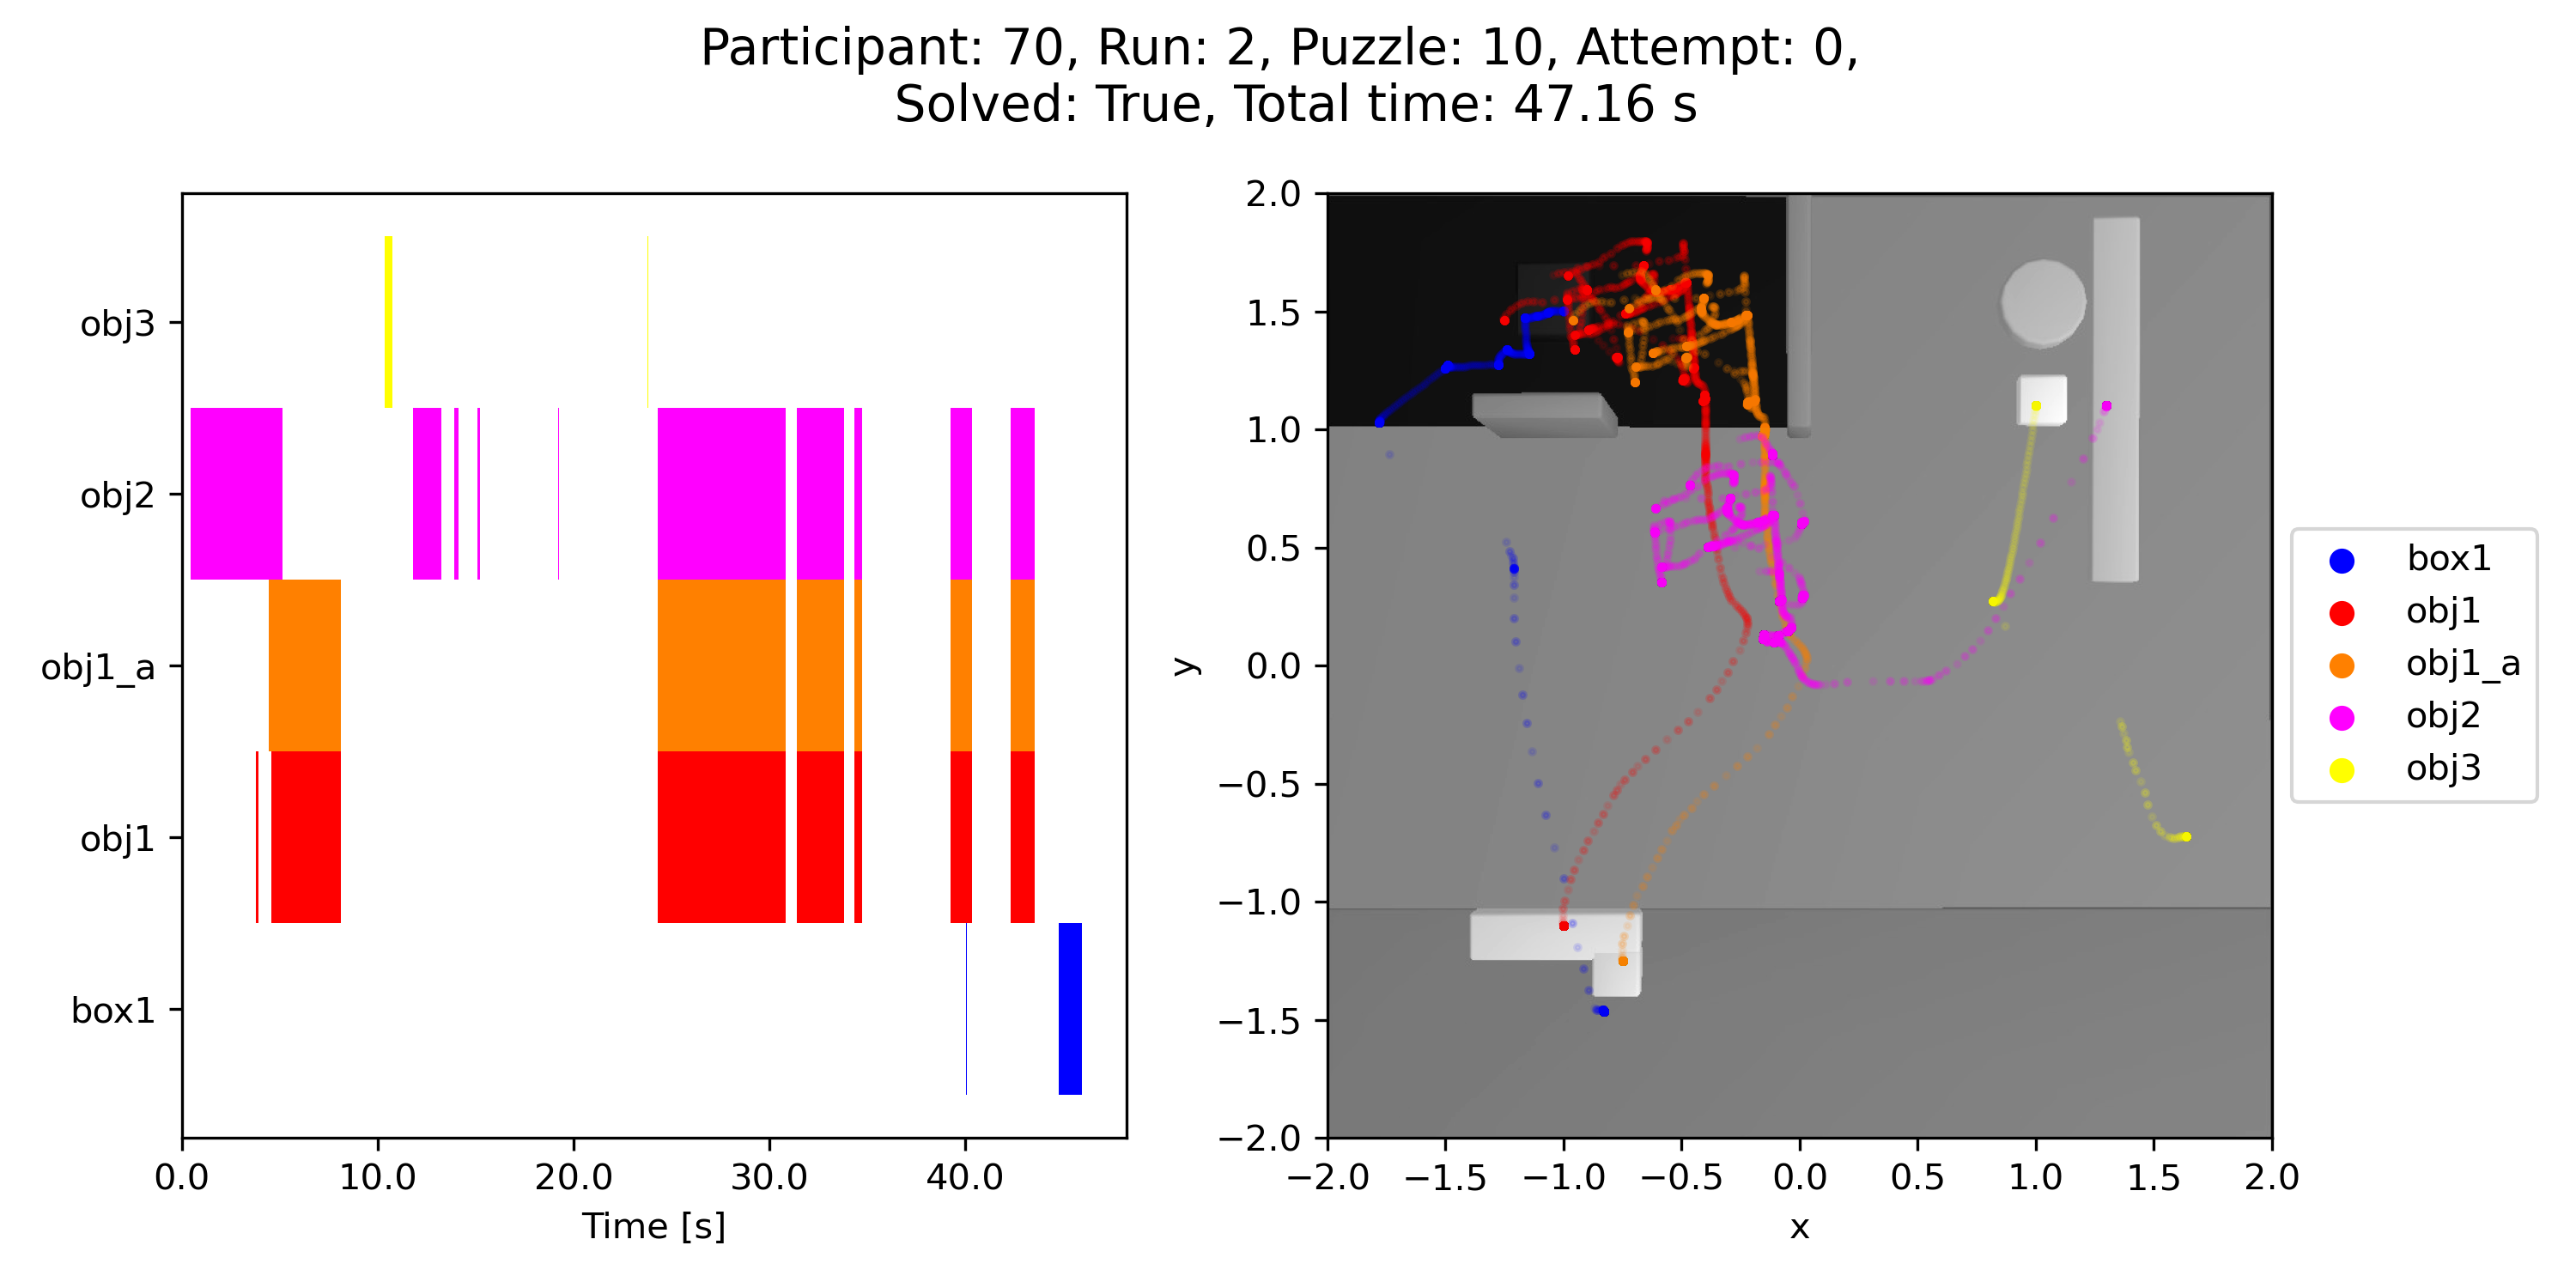 Participant: 70, Run: 2, Puzzle: 10, Attempt: 0,
Solved: True, Total time: 47.16 s
obj3
obj2
obj1_a
obj1
box1
0.0 10.0 20.0 30.0 40.0
Time [s]
2.0
1.5
1.0
0.5
0.0
−0.5
−1.0
−1.5
−2.0
y
−2.0 −1.5 −1.0 −0.5 0.0 0.5 1.0 1.5 2.0
x
box1
obj1
obj1_a
obj2
obj3